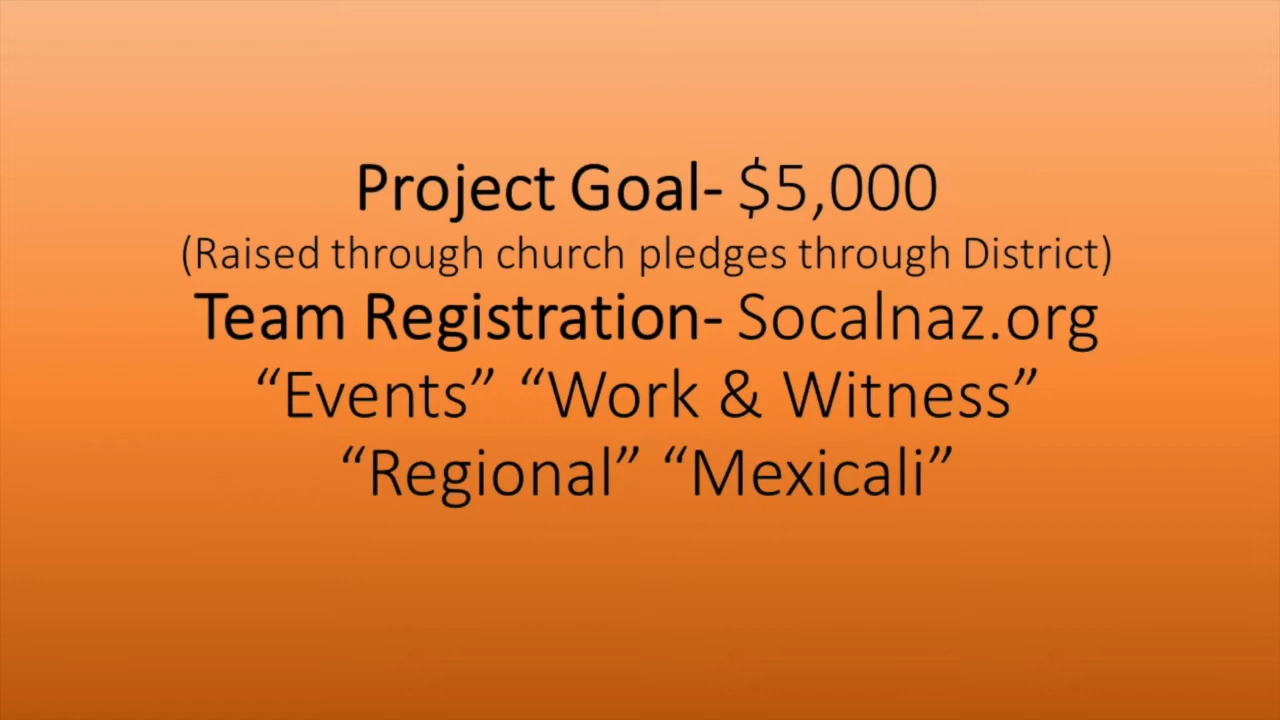 Project Goal- $5,000
(Raised through church pledges through District)
Team Registration- Socalnaz.org
“Events” “Work & Witness”
“Regional” “Mexicali”